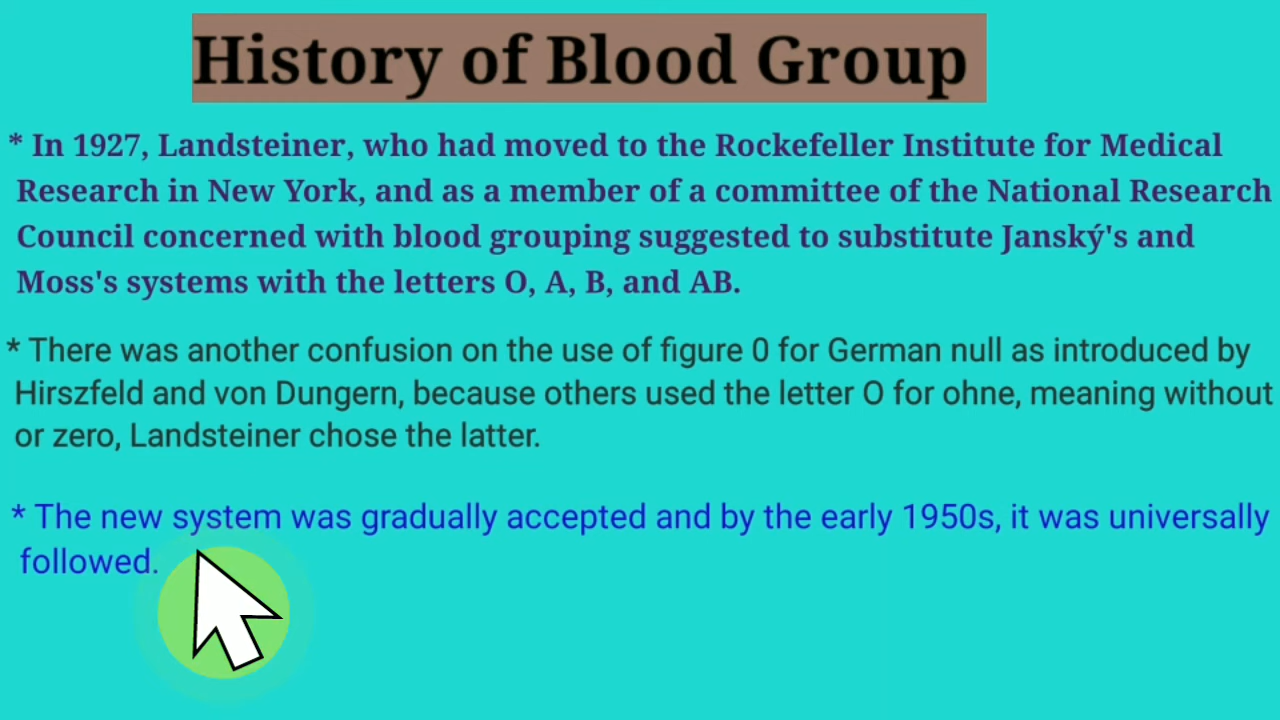 History of Blood Group
* In 1927, Landsteiner, who had moved to the Rockefeller Institute for Medical
Research in New York, and as a member of a committee of the National Research
Council concerned with blood grouping suggested to substitute Janský's and
Moss's systems with the letters O, A, B, and AB.
* There was another confusion on the use of figure 0 for German null as introduced by
Hirszfeld and von Dungern, because others used the letter O for ohne, meaning without
or zero, Landsteiner chose the latter.
* The new system was gradually accepted and by the early 1950s, it was universally
followed.